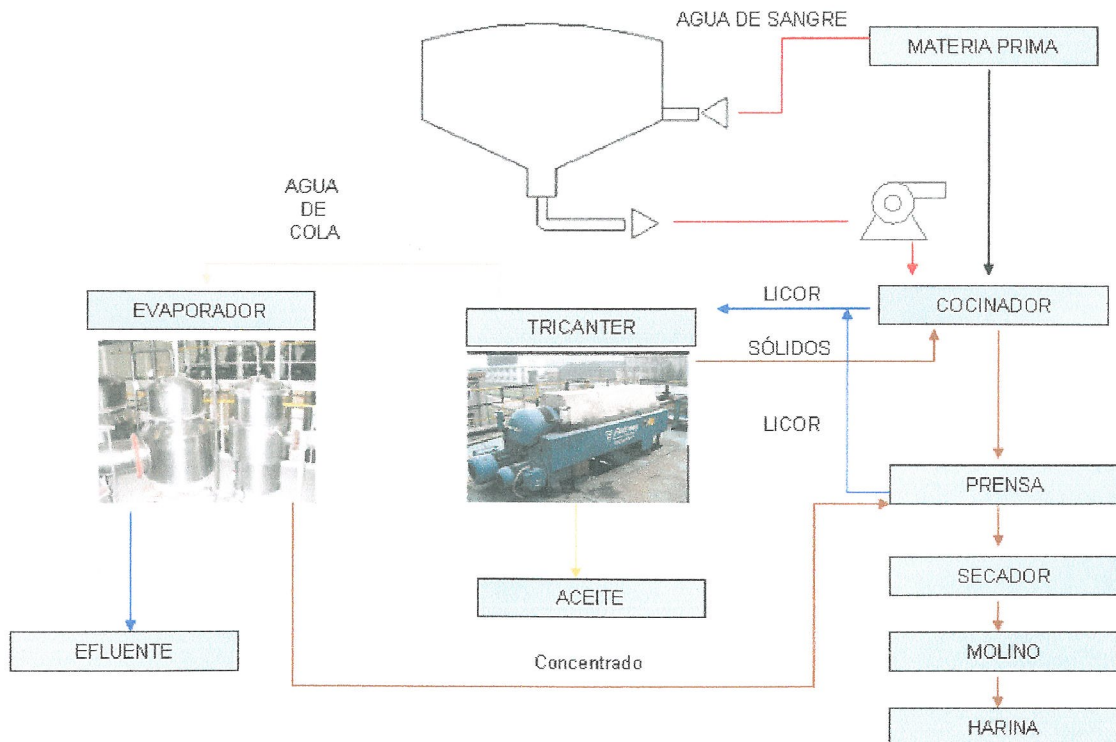 AGUA DE SANGRE
MATERIA PRIMA
AGUA
DE
COLA
EVAPORADOR
TRICANTER
LICOR
COCINADOR
SÓLIDOS
LICOR
PRENSA
SECADOR
ACEITE
MOLINO
EFLUENTE
Concentrado
HARINA